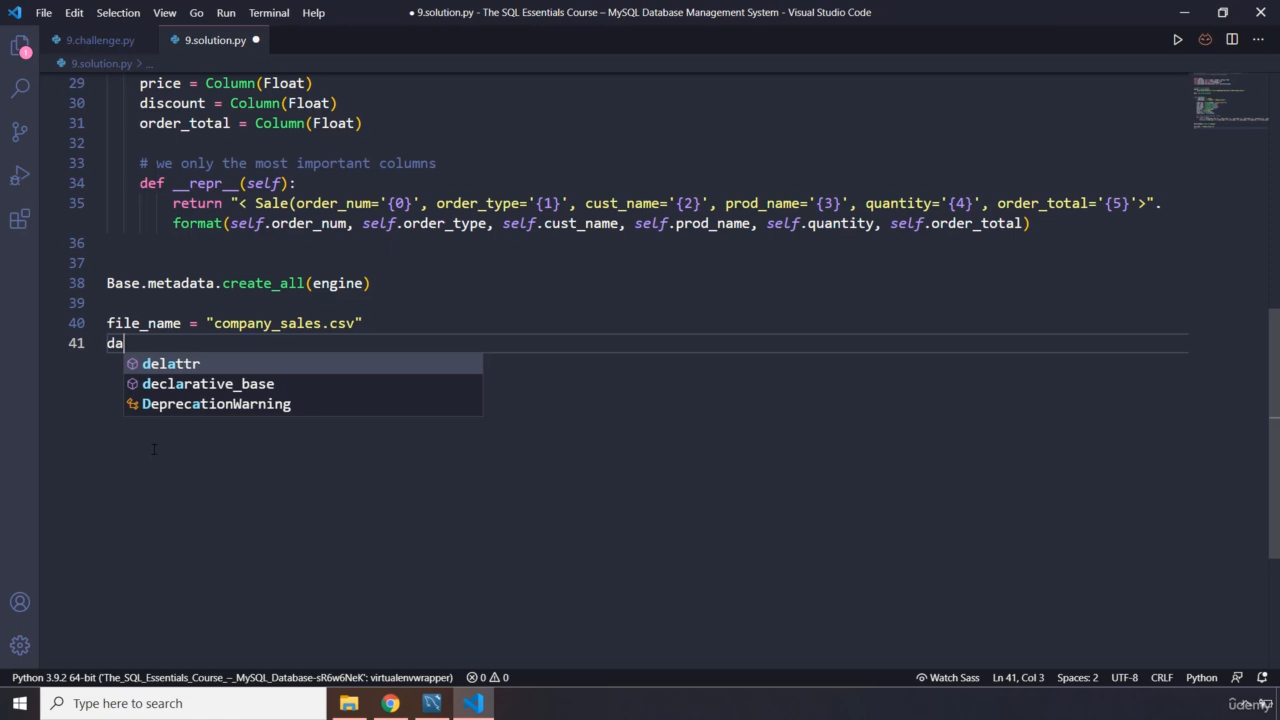 File Edit Selection View Go Run Terminal Help
● 9.solution.py - The SQL Essentials Course – MySQL Database Management System - Visual Studio Code
9.challenge.py 9.solution.py ●
9.solution.py > ...
29 price = Column(Float)
30 discount = Column(Float)
31 order_total = Column(Float)
32
33 # we only the most important columns
34 def __repr__(self):
35 return "< Sale(order_num='{0}', order_type='{1}', cust_name='{2}', prod_name='{3}', quantity='{4}', order_total='{5}'>".
format(self.order_num, self.order_type, self.cust_name, self.prod_name, self.quantity, self.order_total)
36
37
38 Base.metadata.create_all(engine)
39
40 file_name = "company_sales.csv"
41 da
delattr
declarative_base
DeprecationWarning
1
Python 3.9.2 64-bit ('The_SQL_Essentials_Course_–_MySQL_Database-sR6w6NeK': virtualenvwrapper) 0 0 Watch Sass Ln 41, Col 3 Spaces: 2 UTF-8 CRLF Python
Type here to search
udemy